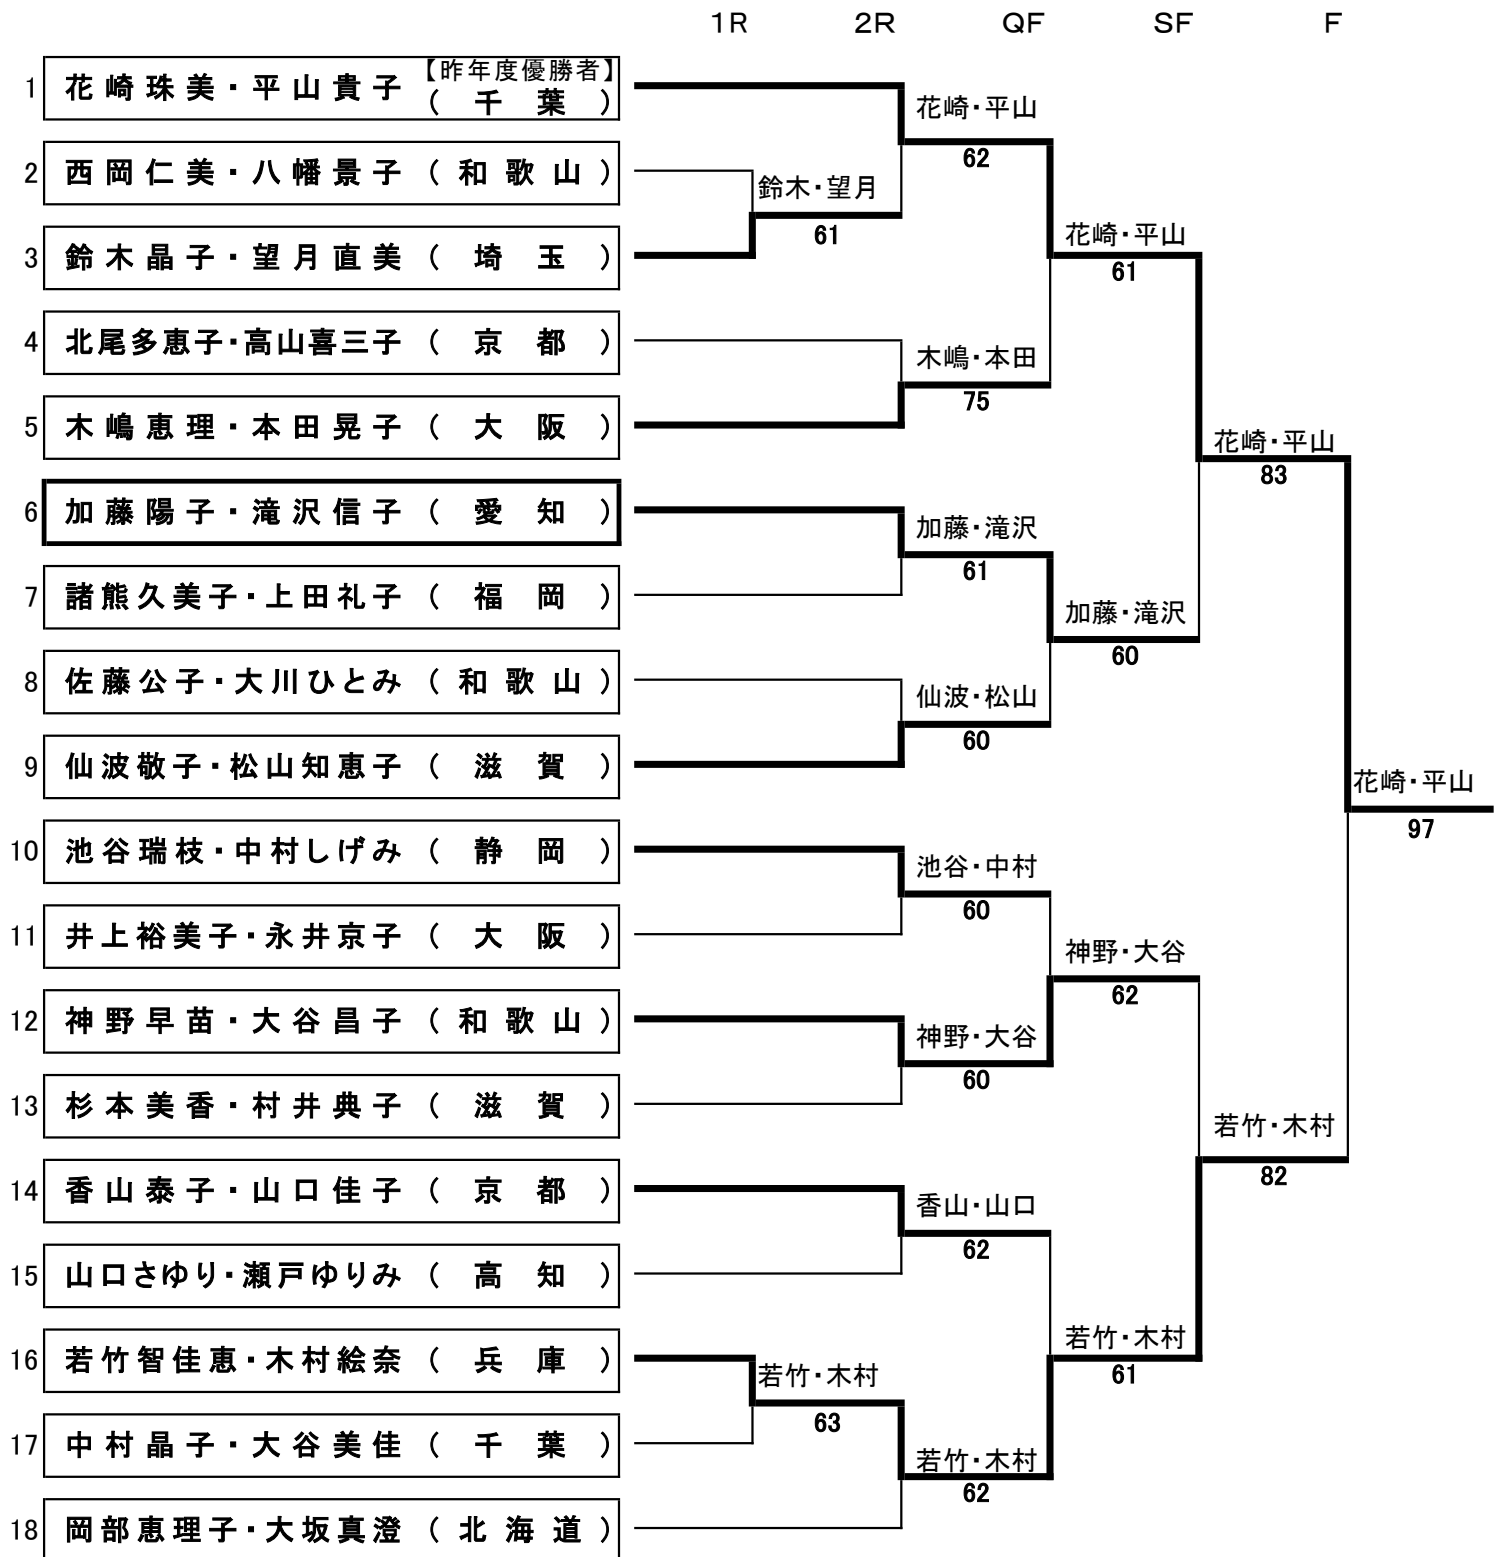 1R 2R QF SF F
1 花崎珠美・平山貴子 【昨年度優勝者】 (千葉)
花崎・平山
62
2 西岡仁美・八幡景子 (和歌山)
鈴木・望月
61
3 鈴木晶子・望月直美 (埼玉)
花崎・平山
61
4 北尾多恵子・高山喜三子 (京都)
木嶋・本田
75
5 木嶋恵理・本田晃子 (大阪)
花崎・平山
83
6 加藤陽子・滝沢信子 (愛知)
加藤・滝沢
61
7 諸熊久美子・上田礼子 (福岡)
加藤・滝沢
60
8 佐藤公子・大川ひとみ (和歌山)
仙波・松山
60
9 仙波敬子・松山知恵子 (滋賀)
花崎・平山
97
10 池谷瑞枝・中村しげみ (静岡)
池谷・中村
60
11 井上裕美子・永井京子 (大阪)
神野・大谷
62
12 神野早苗・大谷昌子 (和歌山)
神野・大谷
60
13 杉本美香・村井典子 (滋賀)
若竹・木村
82
14 香山泰子・山口佳子 (京都)
香山・山口
62
15 山口さゆり・瀬戸ゆりみ (高知)
若竹・木村
61
16 若竹智佳恵・木村絵奈 (兵庫)
若竹・木村
63
17 中村晶子・大谷美佳 (千葉)
若竹・木村
62
18 岡部恵理子・大坂真澄 (北海道)